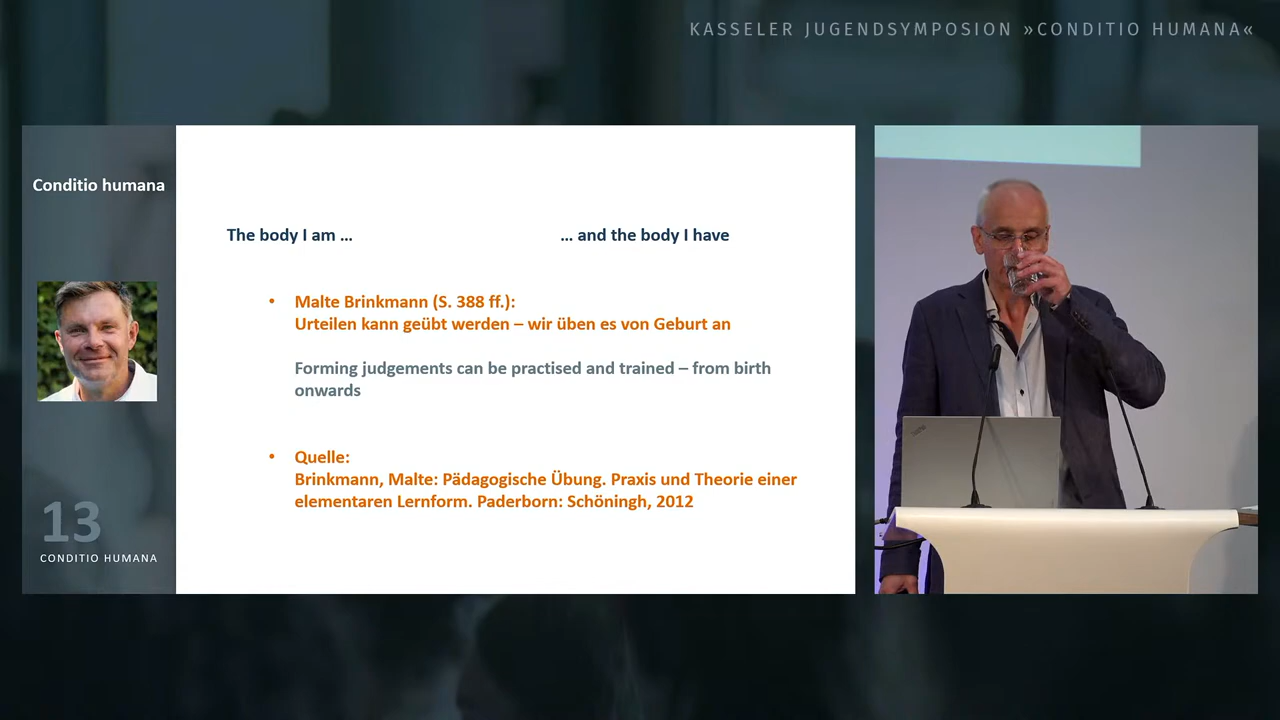 KASSELER JUGENDSYMPOSION »CONDITIO HUMANA«
Conditio humana
The body I am …
… and the body I have
• Malte Brinkmann (S. 388 ff.):
Urteilen kann geübt werden – wir üben es von Geburt an
Forming judgements can be practised and trained – from birth
onwards
• Quelle:
Brinkmann, Malte: Pädagogische Übung. Praxis und Theorie einer
elementaren Lernform. Paderborn: Schöningh, 2012
13
CONDITIO HUMANA